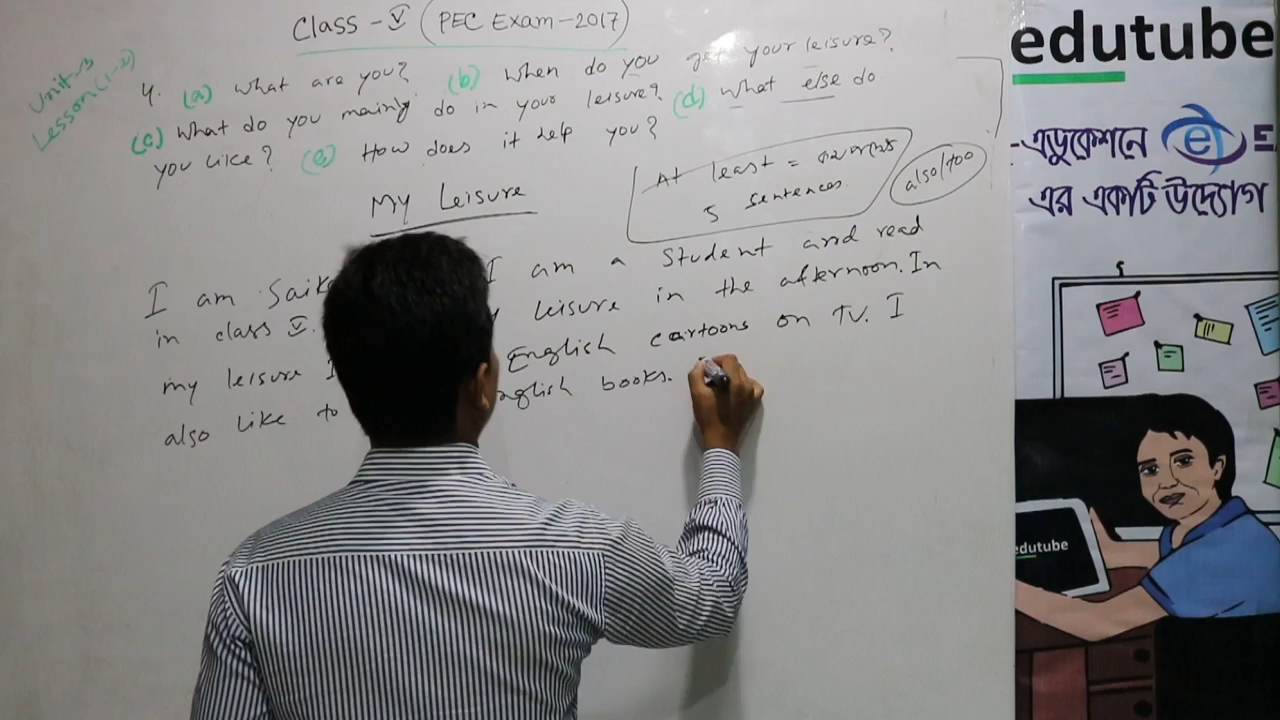 Class - V (PEC Exam - 2017)
Unit-3
Lesson (1-2)
4. (a) What are you? (b) When do you get your leisure?
(c) What do you mainly do in your leisure? (d) What else do
you like? (e) How does it help you?
At least =
5 sentences
also/too
My Leisure
I am I am a student and read
in class V. leisure in the afternoon. In
my leisure I English cartoons on TV. I
also like to books.
edutube
-এডুকেশনে e E
এর একটি উদ্যোগ
edutube